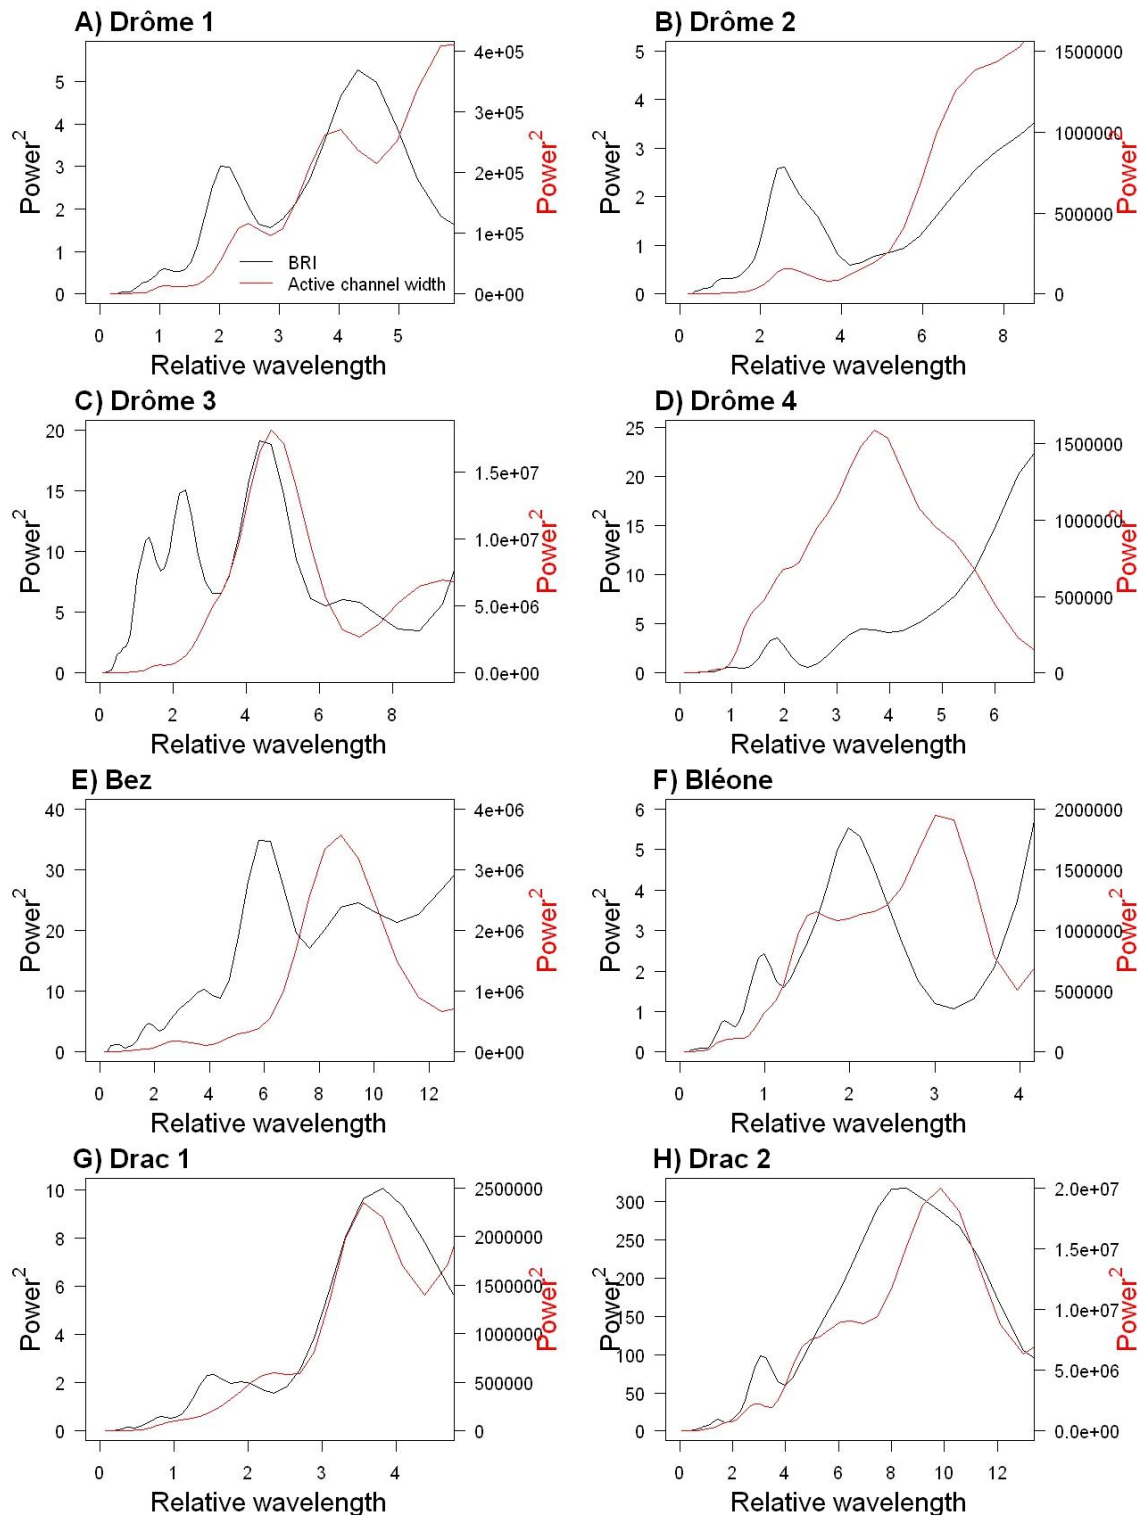 A) Drôme 1
5
4
3
2
1
0
Power2
4e+05
3e+05
2e+05
1e+05
0e+00
Power2
BRI
Active channel width
0 1 2 3 4 5
Relative wavelength
B) Drôme 2
5
4
3
2
1
0
Power2
1500000
1000000
500000
0
Power2
0 2 4 6 8
Relative wavelength
C) Drôme 3
20
15
10
5
0
Power2
1.5e+07
1.0e+07
5.0e+06
0.0e+00
Power2
0 2 4 6 8
Relative wavelength
D) Drôme 4
25
20
15
10
5
0
Power2
1500000
1000000
500000
0
Power2
0 1 2 3 4 5 6
Relative wavelength
E) Bez
40
30
20
10
0
Power2
4e+06
3e+06
2e+06
1e+06
0e+00
Power2
0 2 4 6 8 10 12
Relative wavelength
F) Bléone
6
5
4
3
2
1
0
Power2
2000000
1500000
1000000
500000
0
Power2
0 1 2 3 4
Relative wavelength
G) Drac 1
10
8
6
4
2
0
Power2
2500000
2000000
1500000
1000000
500000
0
Power2
0 1 2 3 4
Relative wavelength
H) Drac 2
300
250
200
150
100
50
0
Power2
2.0e+07
1.5e+07
1.0e+07
5.0e+06
0.0e+00
Power2
0 2 4 6 8 10 12
Relative wavelength